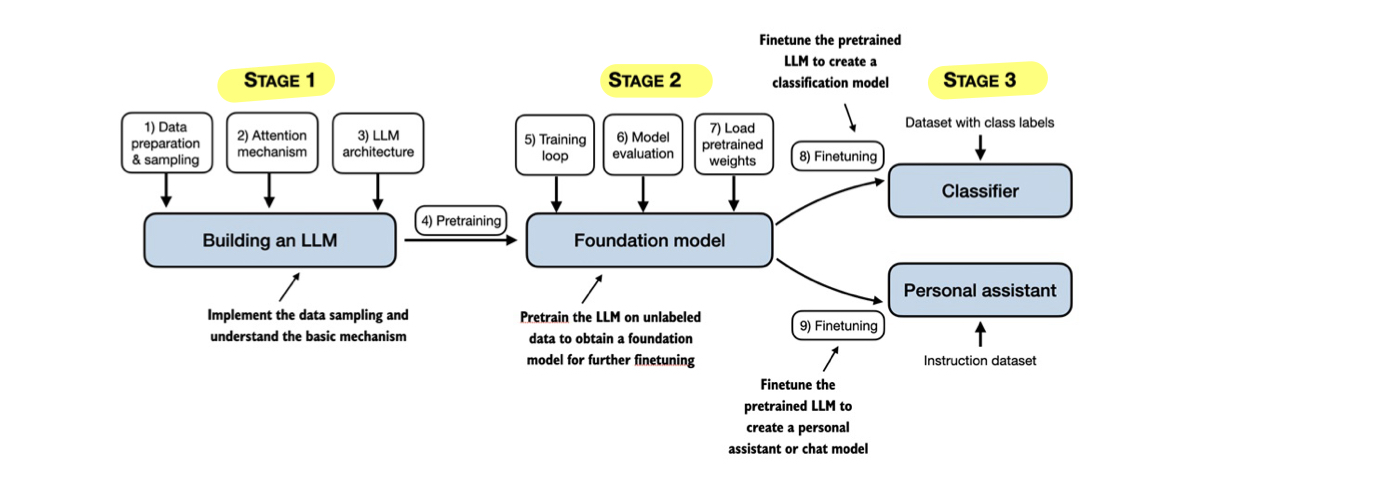 STAGE 1
1) Data
preparation
& sampling
2) Attention
mechanism
3) LLM
architecture
Building an LLM
Implement the data sampling and
understand the basic mechanism
4) Pretraining
STAGE 2
5) Training
loop
6) Model
evaluation
7) Load
pretrained
weights
Foundation model
Pretrain the LLM on unlabeled
data to obtain a foundation
model for further finetuning
Finetune the pretrained
LLM to create a
classification model
8) Finetuning
STAGE 3
Dataset with class labels
Classifier
Personal assistant
Instruction dataset
9) Finetuning
Finetune the
pretrained LLM to
create a personal
assistant or chat model